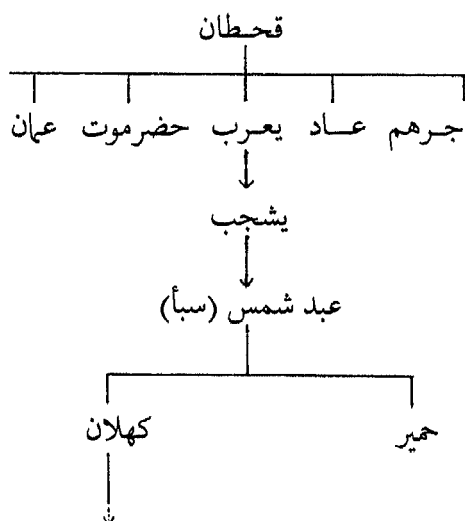 قحطان
جرهم عاد يعرب حضرموت عمان
يشجب
عبد شمس (سبأ)
حمير كهلان